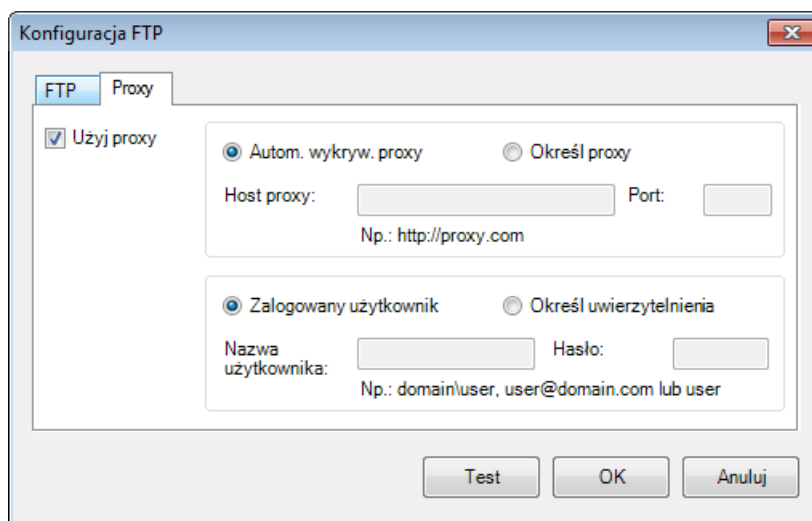 Konfiguracja FTP
FTP Proxy
Użyj proxy
Autom. wykryw. proxy Określ proxy
Host proxy: Port:
Np.: http://proxy.com
Zalogowany użytkownik Określ uwierzytelnienia
Nazwa
użytkownika: Hasło:
Np.: domain\user, user@domain.com lub user
Test OK Anuluj